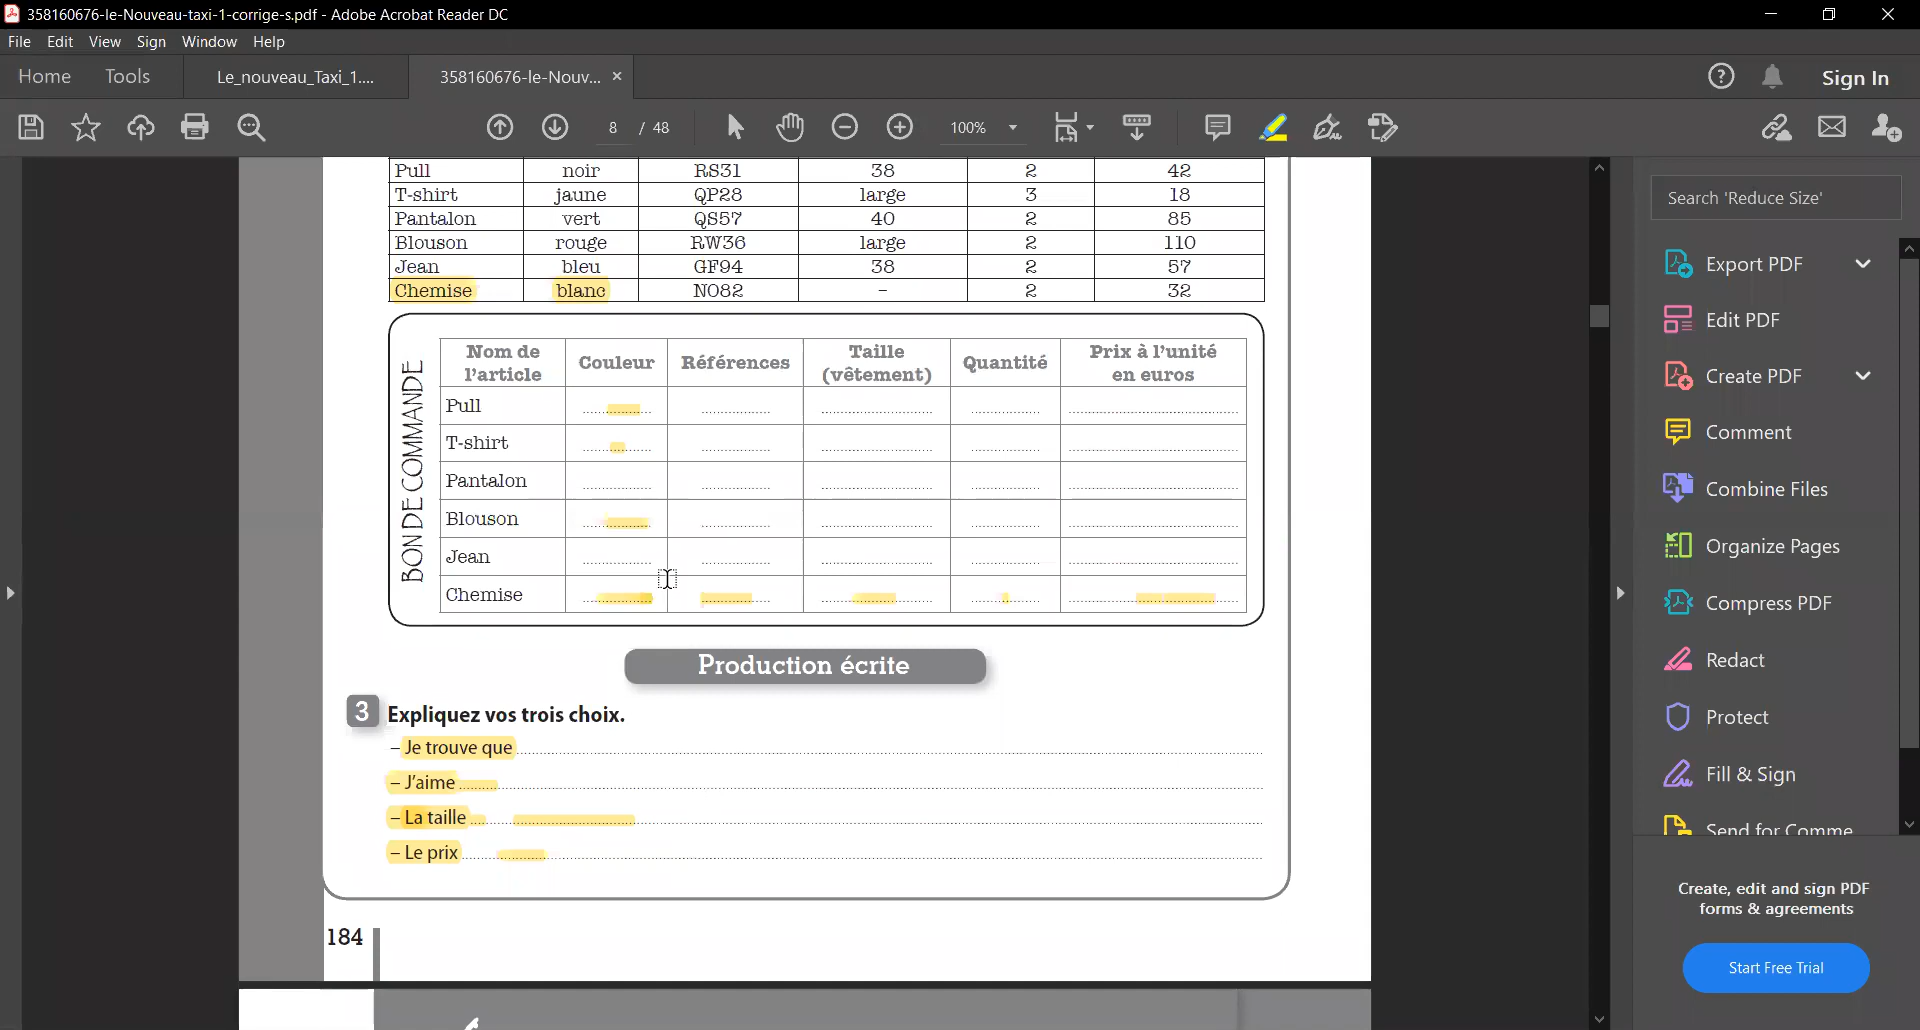 358160676-le-Nouveau-taxi-1-corrige-s.pdf - Adobe Acrobat Reader DC
File Edit View Sign Window Help
Home Tools Le_nouveau_Taxi_1.... 358160676-le-Nouv... × Sign In
8 / 48 100%
Pull noir RS31 38 2 42
T-shirt jaune QP28 large 3 18
Pantalon vert QS57 40 2 85
Blouson rouge RW36 large 2 110
Jean bleu GF94 38 2 57
Chemise blanc NO82 - 2 32
BON DE COMMANDE
Nom de l'article Couleur Références Taille (vêtement) Quantité Prix à l'unité en euros
Pull
T-shirt
Pantalon
Blouson
Jean
Chemise
Production écrite
3 Expliquez vos trois choix.
– Je trouve que
– J'aime
– La taille
– Le prix
184
Search 'Reduce Size'
Export PDF
Edit PDF
Create PDF
Comment
Combine Files
Organize Pages
Compress PDF
Redact
Protect
Fill & Sign
Send for Comme
Create, edit and sign PDF
forms & agreements
Start Free Trial